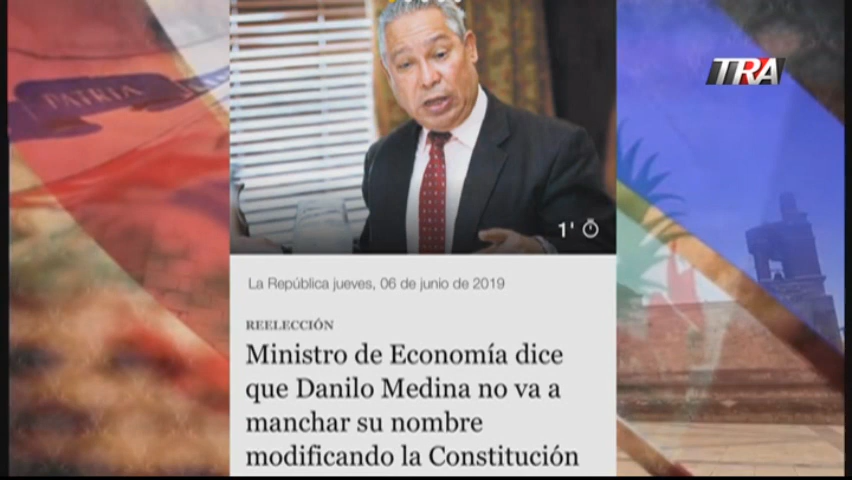 PATRIA
TRA
1'
La República jueves, 06 de junio de 2019
REELECCIÓN
Ministro de Economía dice
que Danilo Medina no va a
manchar su nombre
modificando la Constitución